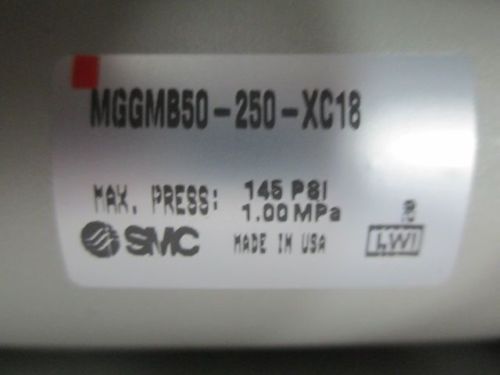 MGGMB50-250-XC18
MAX. PRESS: 145 PSI
1.00 MPa
SMC MADE IN USA